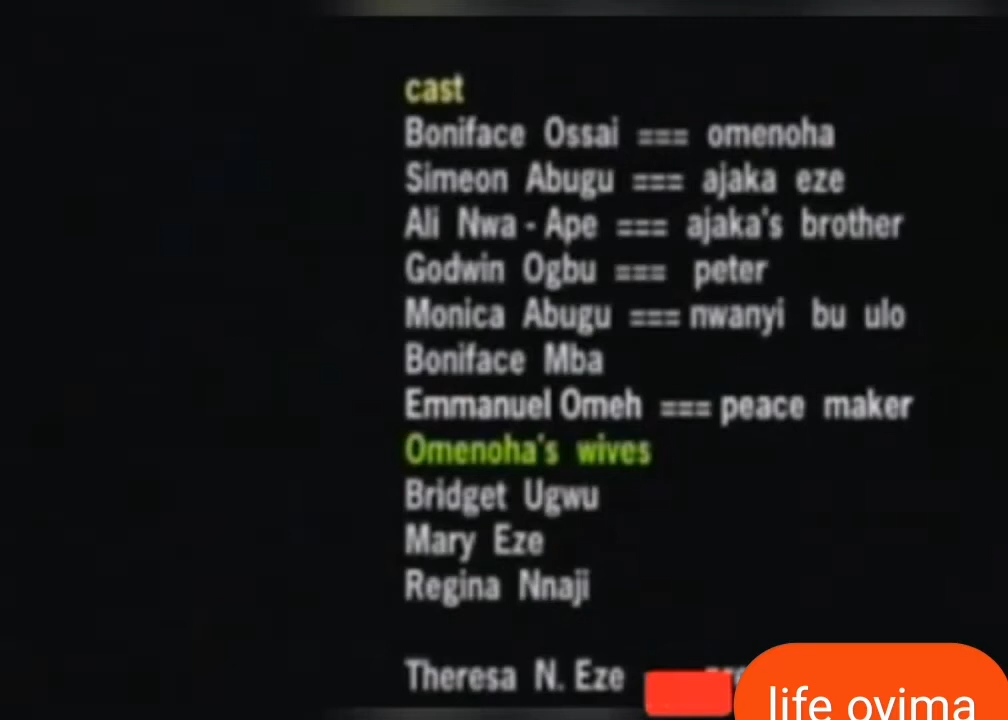 cast
Boniface Ossai === omenoha
Simeon Abugu === ajaka eze
Ali Nwa - Ape === ajaka's brother
Godwin Ogbu === peter
Monica Abugu === nwanyi bu ulo
Boniface Mba
Emmanuel Omeh === peace maker
Omenoha's wives
Bridget Ugwu
Mary Eze
Regina Nnaji
Theresa N. Eze
life oyima